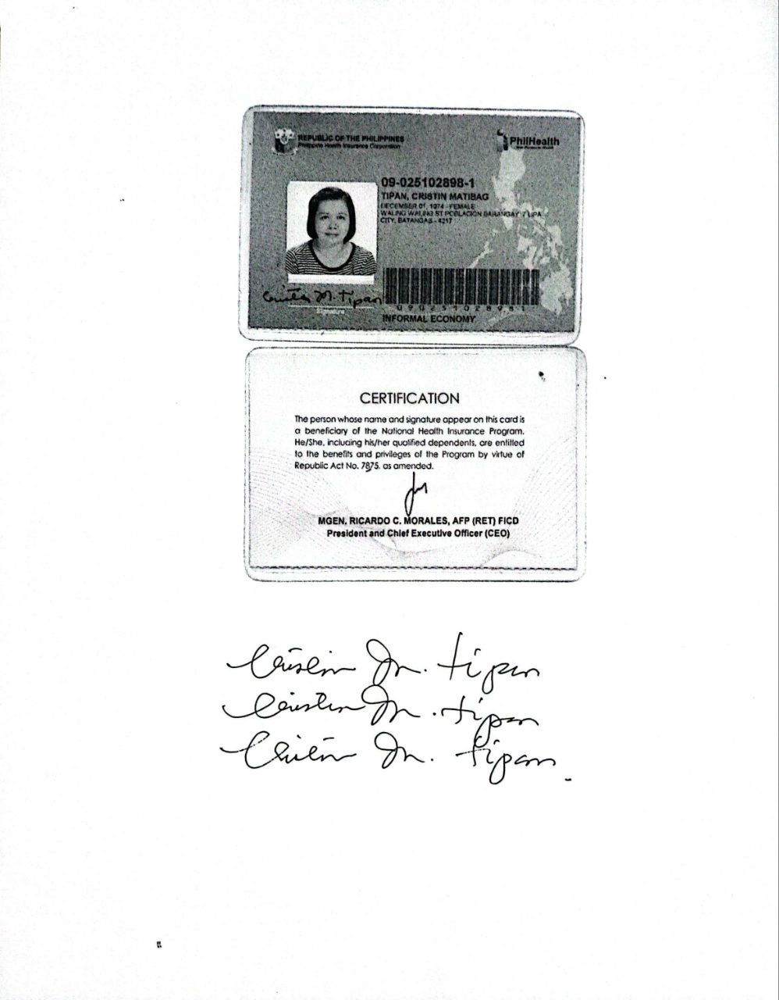 REPUBLIC OF THE PHILIPPINES
Philippine Health Insurance Corporation
PhilHealth
09-025102898-1
TIPAN, CRISTIN MATIBAG
DECEMBER 01, 1974 - FEMALE
WALING WALING ST POBLACION BARANGAY 7 LIPA
CITY, BATANGAS - 4217
Cristin M. Tipan
Signature
090251028981
INFORMAL ECONOMY
CERTIFICATION
The person whose name and signature appear on this card is
a beneficiary of the National Health Insurance Program.
He/She, including his/her qualified dependents, are entitled
to the benefits and privileges of the Program by virtue of
Republic Act No. 7875, as amended.
MGEN. RICARDO C. MORALES, AFP (RET) FICD
President and Chief Executive Officer (CEO)
Cristin M. Tipan
Cristin M. Tipan
Cristin M. Tipan